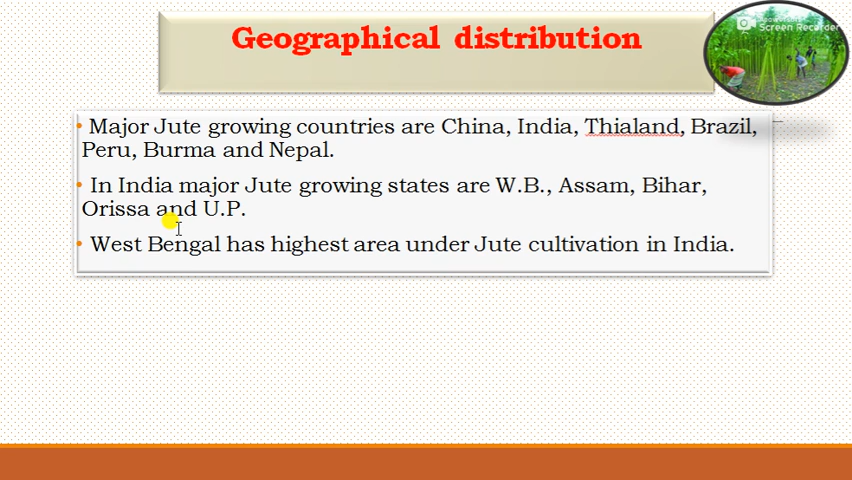 Geographical distribution
Screen Recorder
• Major Jute growing countries are China, India, Thialand, Brazil,
Peru, Burma and Nepal.
• In India major Jute growing states are W.B., Assam, Bihar,
Orissa and U.P.
• West Bengal has highest area under Jute cultivation in India.